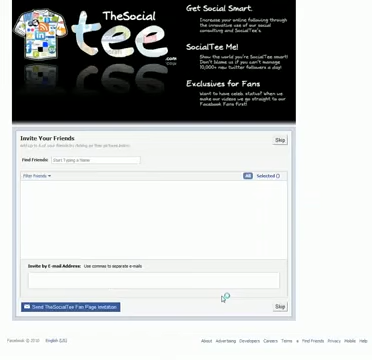 TheSocial
tee
.com
Get Social Smart.
Increase your online following through
the innovative use of our social
consulting and SocialTee's.
SocialTee Me!
Show the world you're SocialTee smart!
Don't blame us if you can't manage
10,000+ new twitter followers a day!
Exclusives for Fans
Want to have celeb status? When we
make our videos we go straight to our
Facebook Fans first!
Invite Your Friends
Skip
Find Friends:
Start Typing a Name
Filter Friends
All
Selected
Invite by E-mail Address:
Use commas to separate e-mails
Send TheSocialTee Fan Page Invitation
Skip
Facebook © 2010
English (US)
About
Advertising
Developers
Careers
Terms
Find Friends
Privacy
Mobile
Help